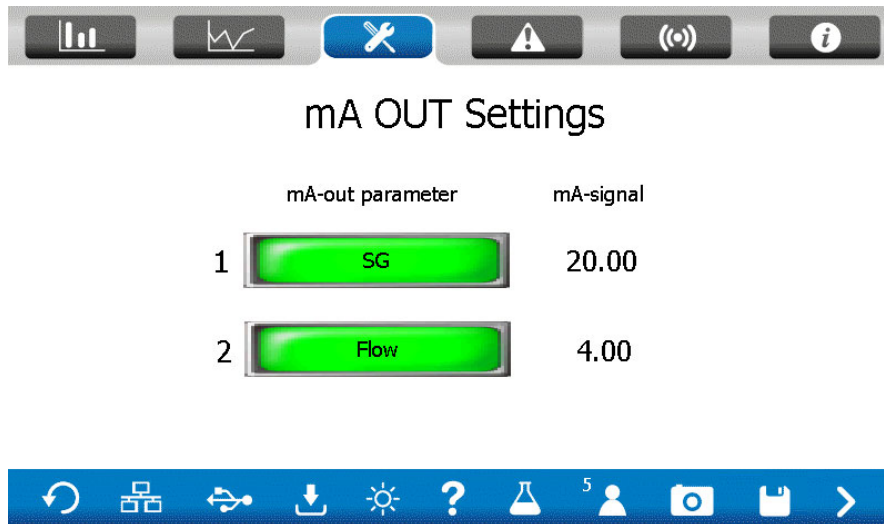 mA OUT Settings
mA-out parameter mA-signal
1 SG 20.00
2 Flow 4.00
5